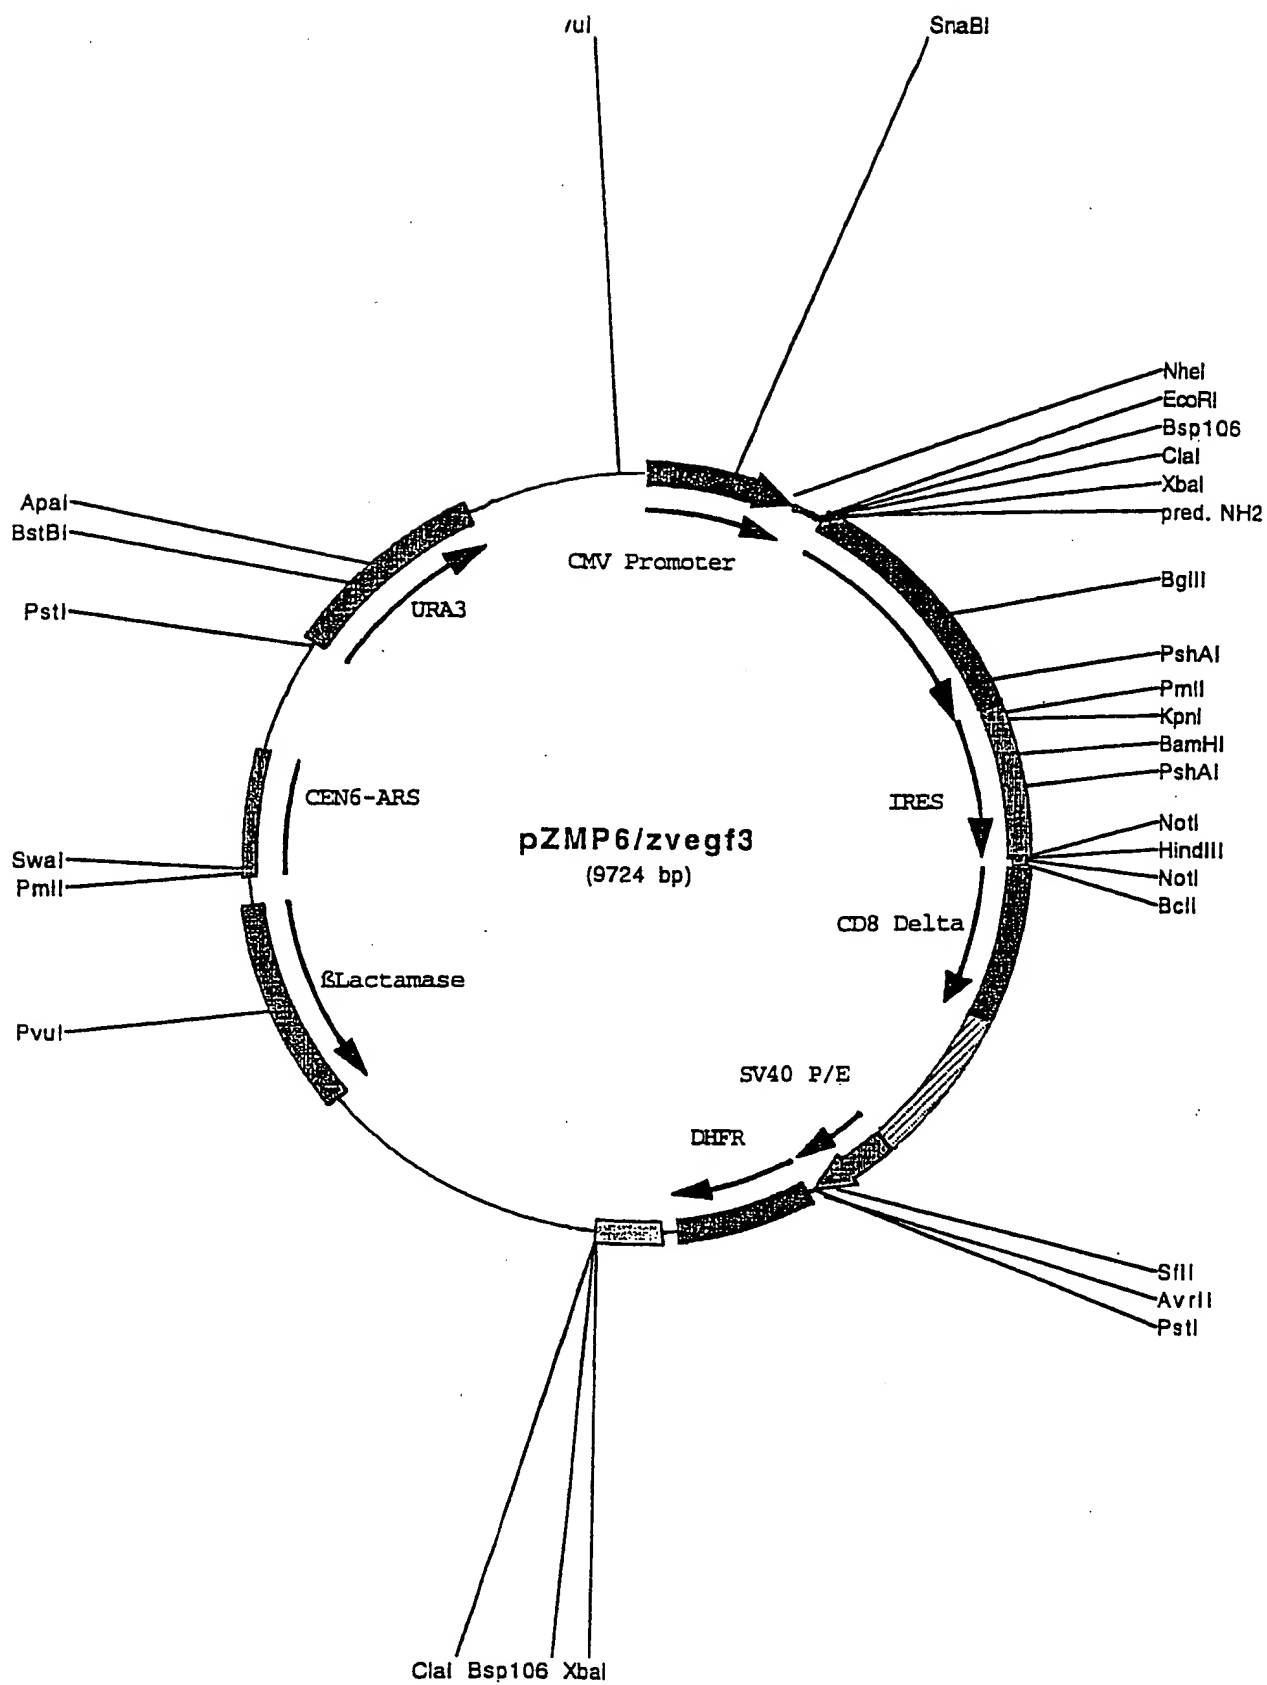 SnaBI
NheI
EcoRI
Bsp106
ClaI
XbaI
pred. NH2
ApaI
BstBI
PstI
CMV Promoter
URA3
BglII
PshAI
PmlI
KpnI
BamHI
PshAI
CEN6-ARS
IRES
pZMP6/zvegf3
(9724 bp)
NotI
HindIII
NotI
BclI
SwaI
PmlI
CD8 Delta
ßLactamase
PvuI
SV40 P/E
DHFR
SfiI
AvrII
PstI
ClaI Bsp106 XbaI